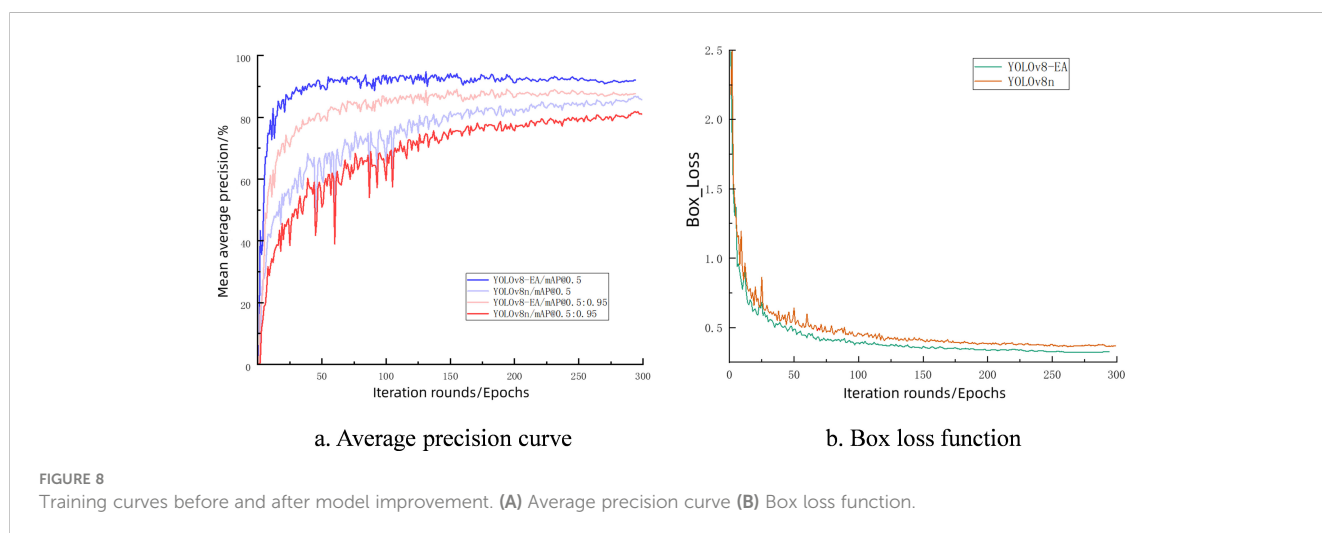 100
80
60
40
20
0
Mean average precision/%
YOLOv8-EA/mAP@0.5
YOLOv8n/mAP@0.5
YOLOv8-EA/mAP@0.5:0.95
YOLOv8n/mAP@0.5:0.95
50 100 150 200 250 300
Iteration rounds/Epochs
a. Average precision curve
2.5
2.0
1.5
1.0
0.5
Box_Loss
YOLOv8-EA
YOLOv8n
0 50 100 150 200 250 300
Iteration rounds/Epochs
b. Box loss function
FIGURE 8
Training curves before and after model improvement. (A) Average precision curve (B) Box loss function.